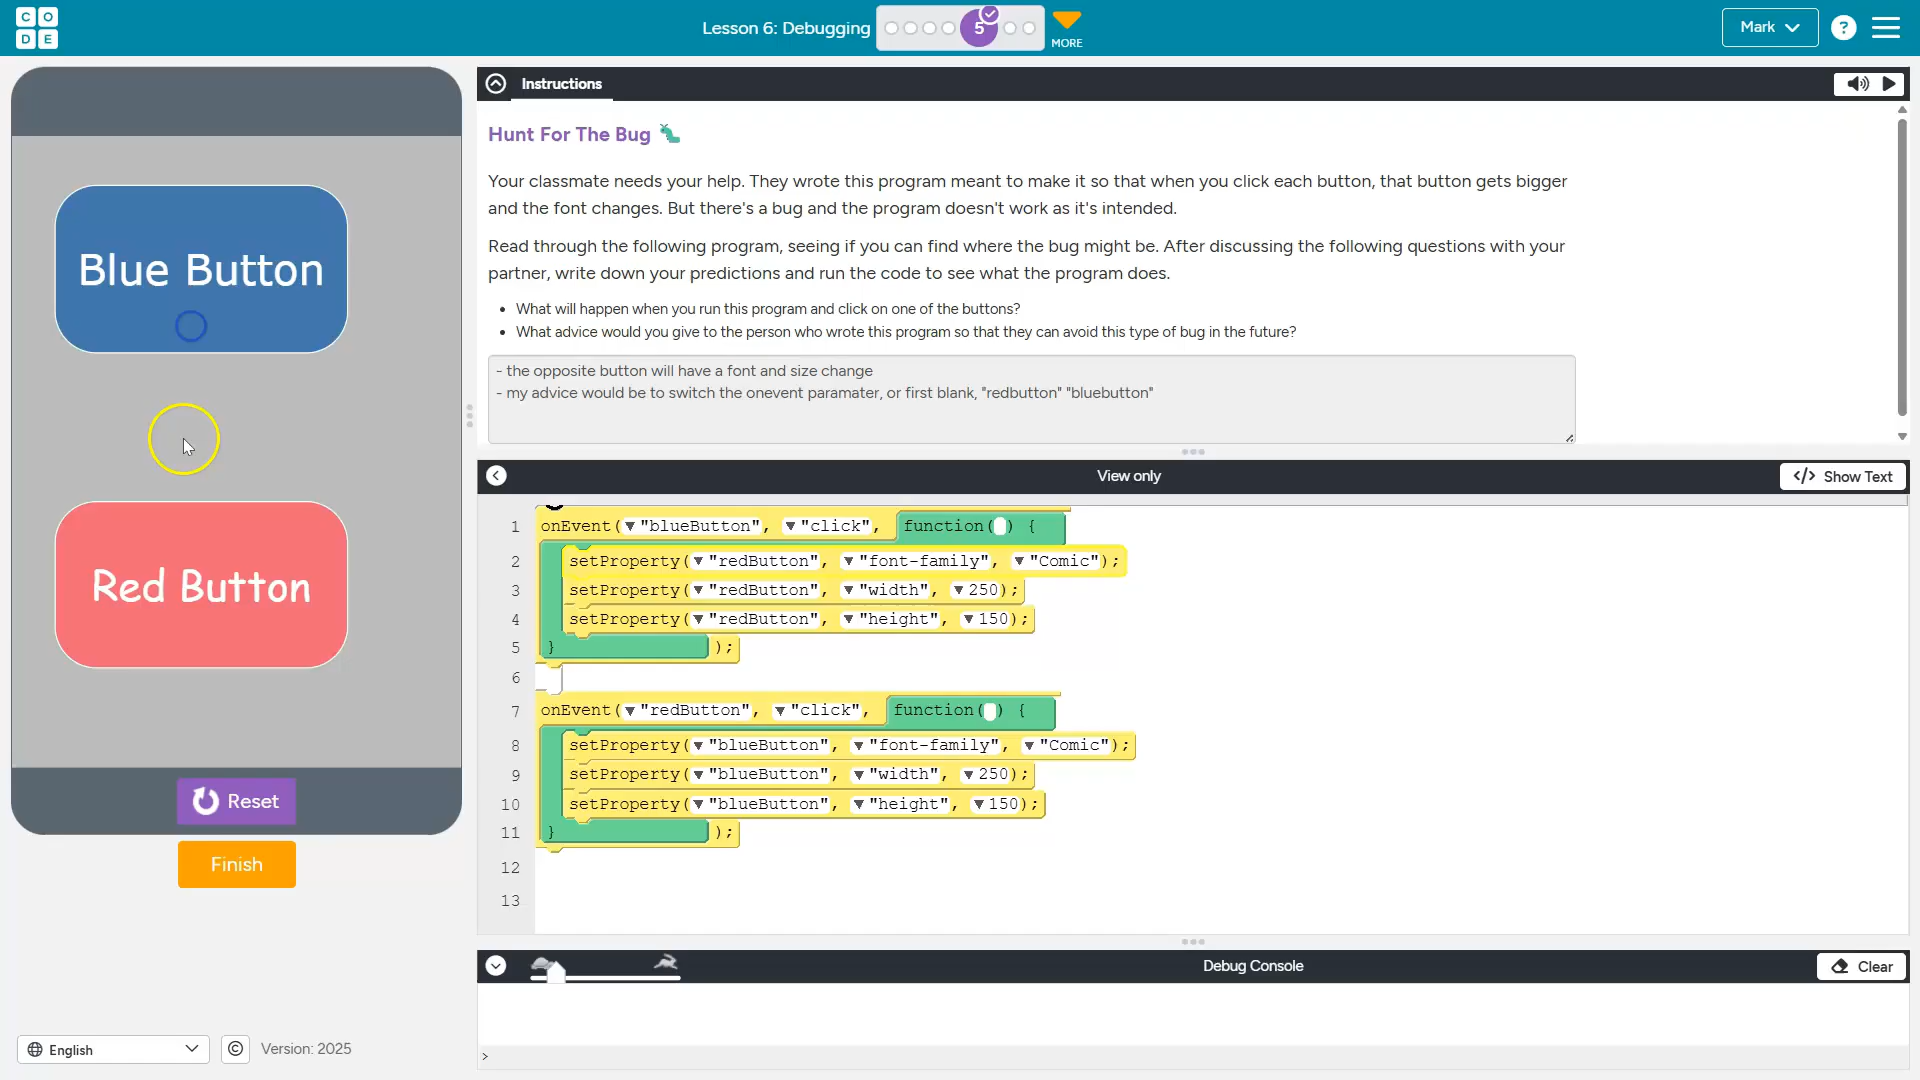 CO
DE
Lesson 6: Debugging
5
MORE
Mark
?
Instructions
Hunt For The Bug
Your classmate needs your help. They wrote this program meant to make it so that when you click each button, that button gets bigger
and the font changes. But there's a bug and the program doesn't work as it's intended.
Read through the following program, seeing if you can find where the bug might be. After discussing the following questions with your
partner, write down your predictions and run the code to see what the program does.
• What will happen when you run this program and click on one of the buttons?
• What advice would you give to the person who wrote this program so that they can avoid this type of bug in the future?
- the opposite button will have a font and size change
- my advice would be to switch the onevent paramater, or first blank, "redbutton" "bluebutton"
Blue Button
Red Button
Reset
Finish
View only
</> Show Text
1 onEvent(▼"blueButton", ▼"click", function() {
2 setProperty(▼"redButton", ▼"font-family", ▼"Comic");
3 setProperty(▼"redButton", ▼"width", ▼250);
4 setProperty(▼"redButton", ▼"height", ▼150);
5 } );
6
7 onEvent(▼"redButton", ▼"click", function() {
8 setProperty(▼"blueButton", ▼"font-family", ▼"Comic");
9 setProperty(▼"blueButton", ▼"width", ▼250);
10 setProperty(▼"blueButton", ▼"height", ▼150);
11 } );
12
13
Debug Console
Clear
>
English
© Version: 2025